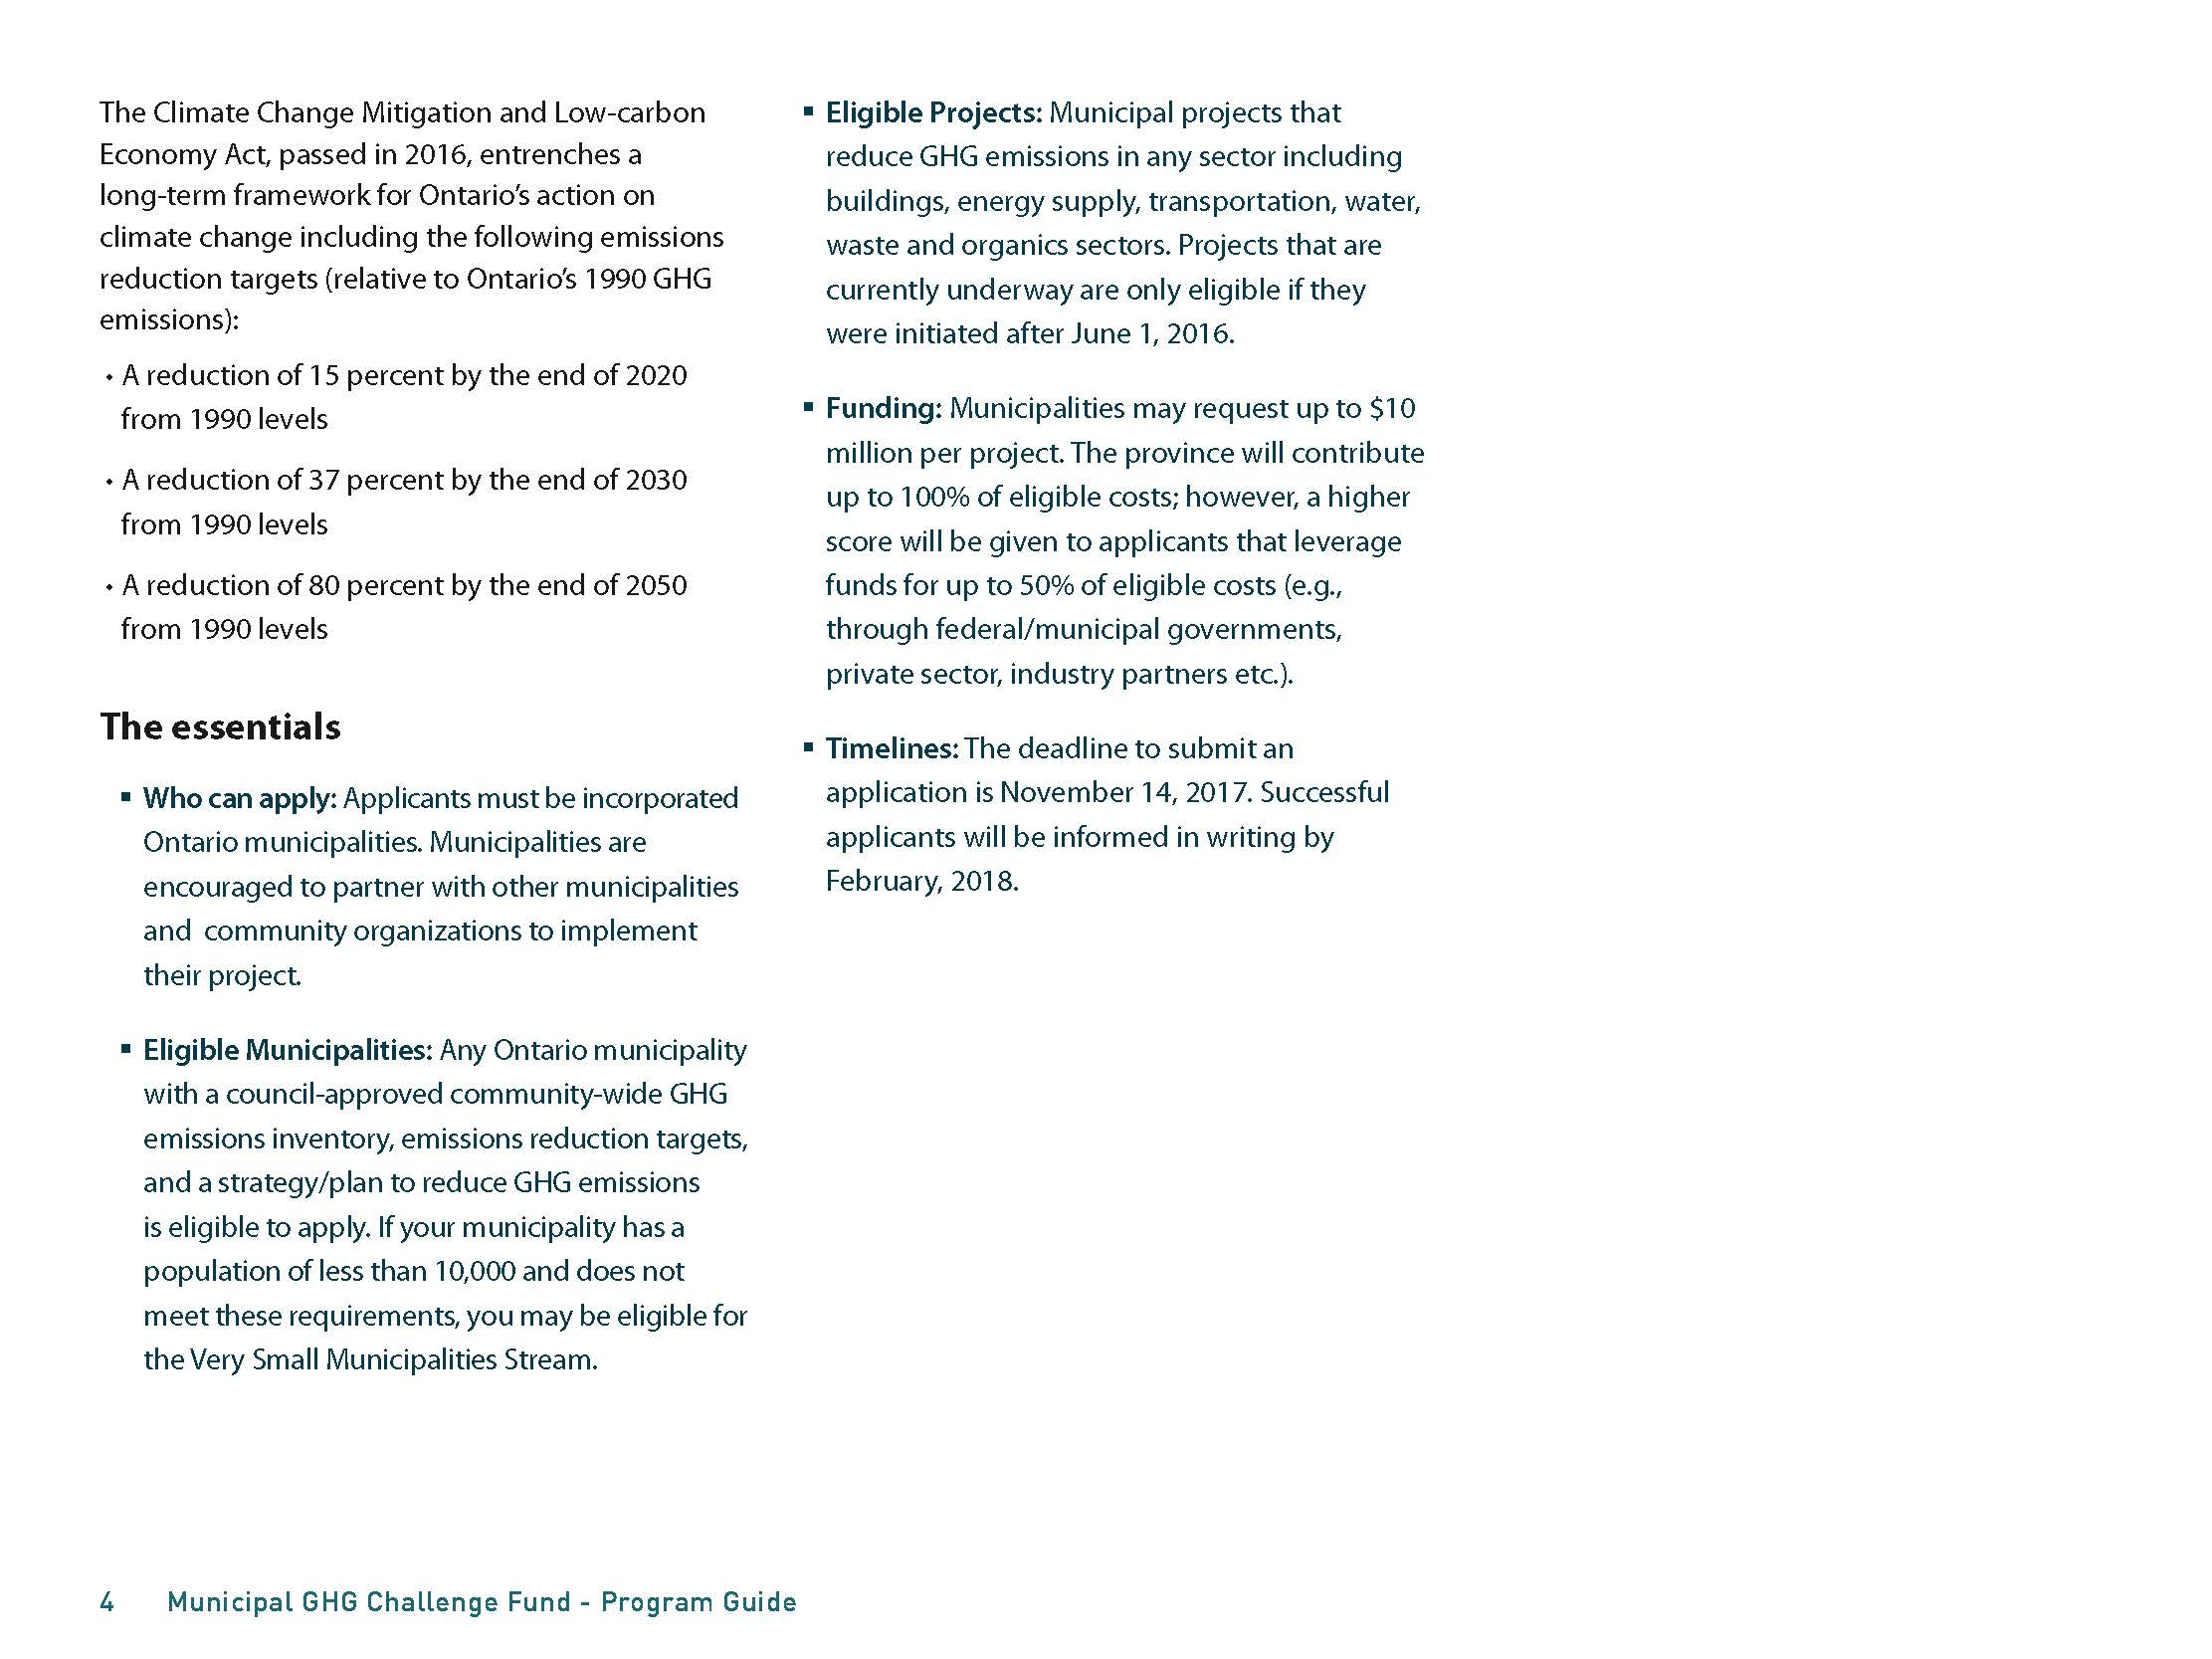 The Climate Change Mitigation and Low-carbon
Economy Act, passed in 2016, entrenches a
long-term framework for Ontario’s action on
climate change including the following emissions
reduction targets (relative to Ontario’s 1990 GHG
emissions):
• A reduction of 15 percent by the end of 2020
from 1990 levels
• A reduction of 37 percent by the end of 2030
from 1990 levels
• A reduction of 80 percent by the end of 2050
from 1990 levels
The essentials
▪ Who can apply: Applicants must be incorporated
Ontario municipalities. Municipalities are
encouraged to partner with other municipalities
and  community organizations to implement
their project.
▪ Eligible Municipalities: Any Ontario municipality
with a council-approved community-wide GHG
emissions inventory, emissions reduction targets,
and a strategy/plan to reduce GHG emissions
is eligible to apply. If your municipality has a
population of less than 10,000 and does not
meet these requirements, you may be eligible for
the Very Small Municipalities Stream.
▪ Eligible Projects: Municipal projects that
reduce GHG emissions in any sector including
buildings, energy supply, transportation, water,
waste and organics sectors. Projects that are
currently underway are only eligible if they
were initiated after June 1, 2016.
▪ Funding: Municipalities may request up to $10
million per project. The province will contribute
up to 100% of eligible costs; however, a higher
score will be given to applicants that leverage
funds for up to 50% of eligible costs (e.g.,
through federal/municipal governments,
private sector, industry partners etc.).
▪ Timelines: The deadline to submit an
application is November 14, 2017. Successful
applicants will be informed in writing by
February, 2018.
4 Municipal GHG Challenge Fund - Program Guide